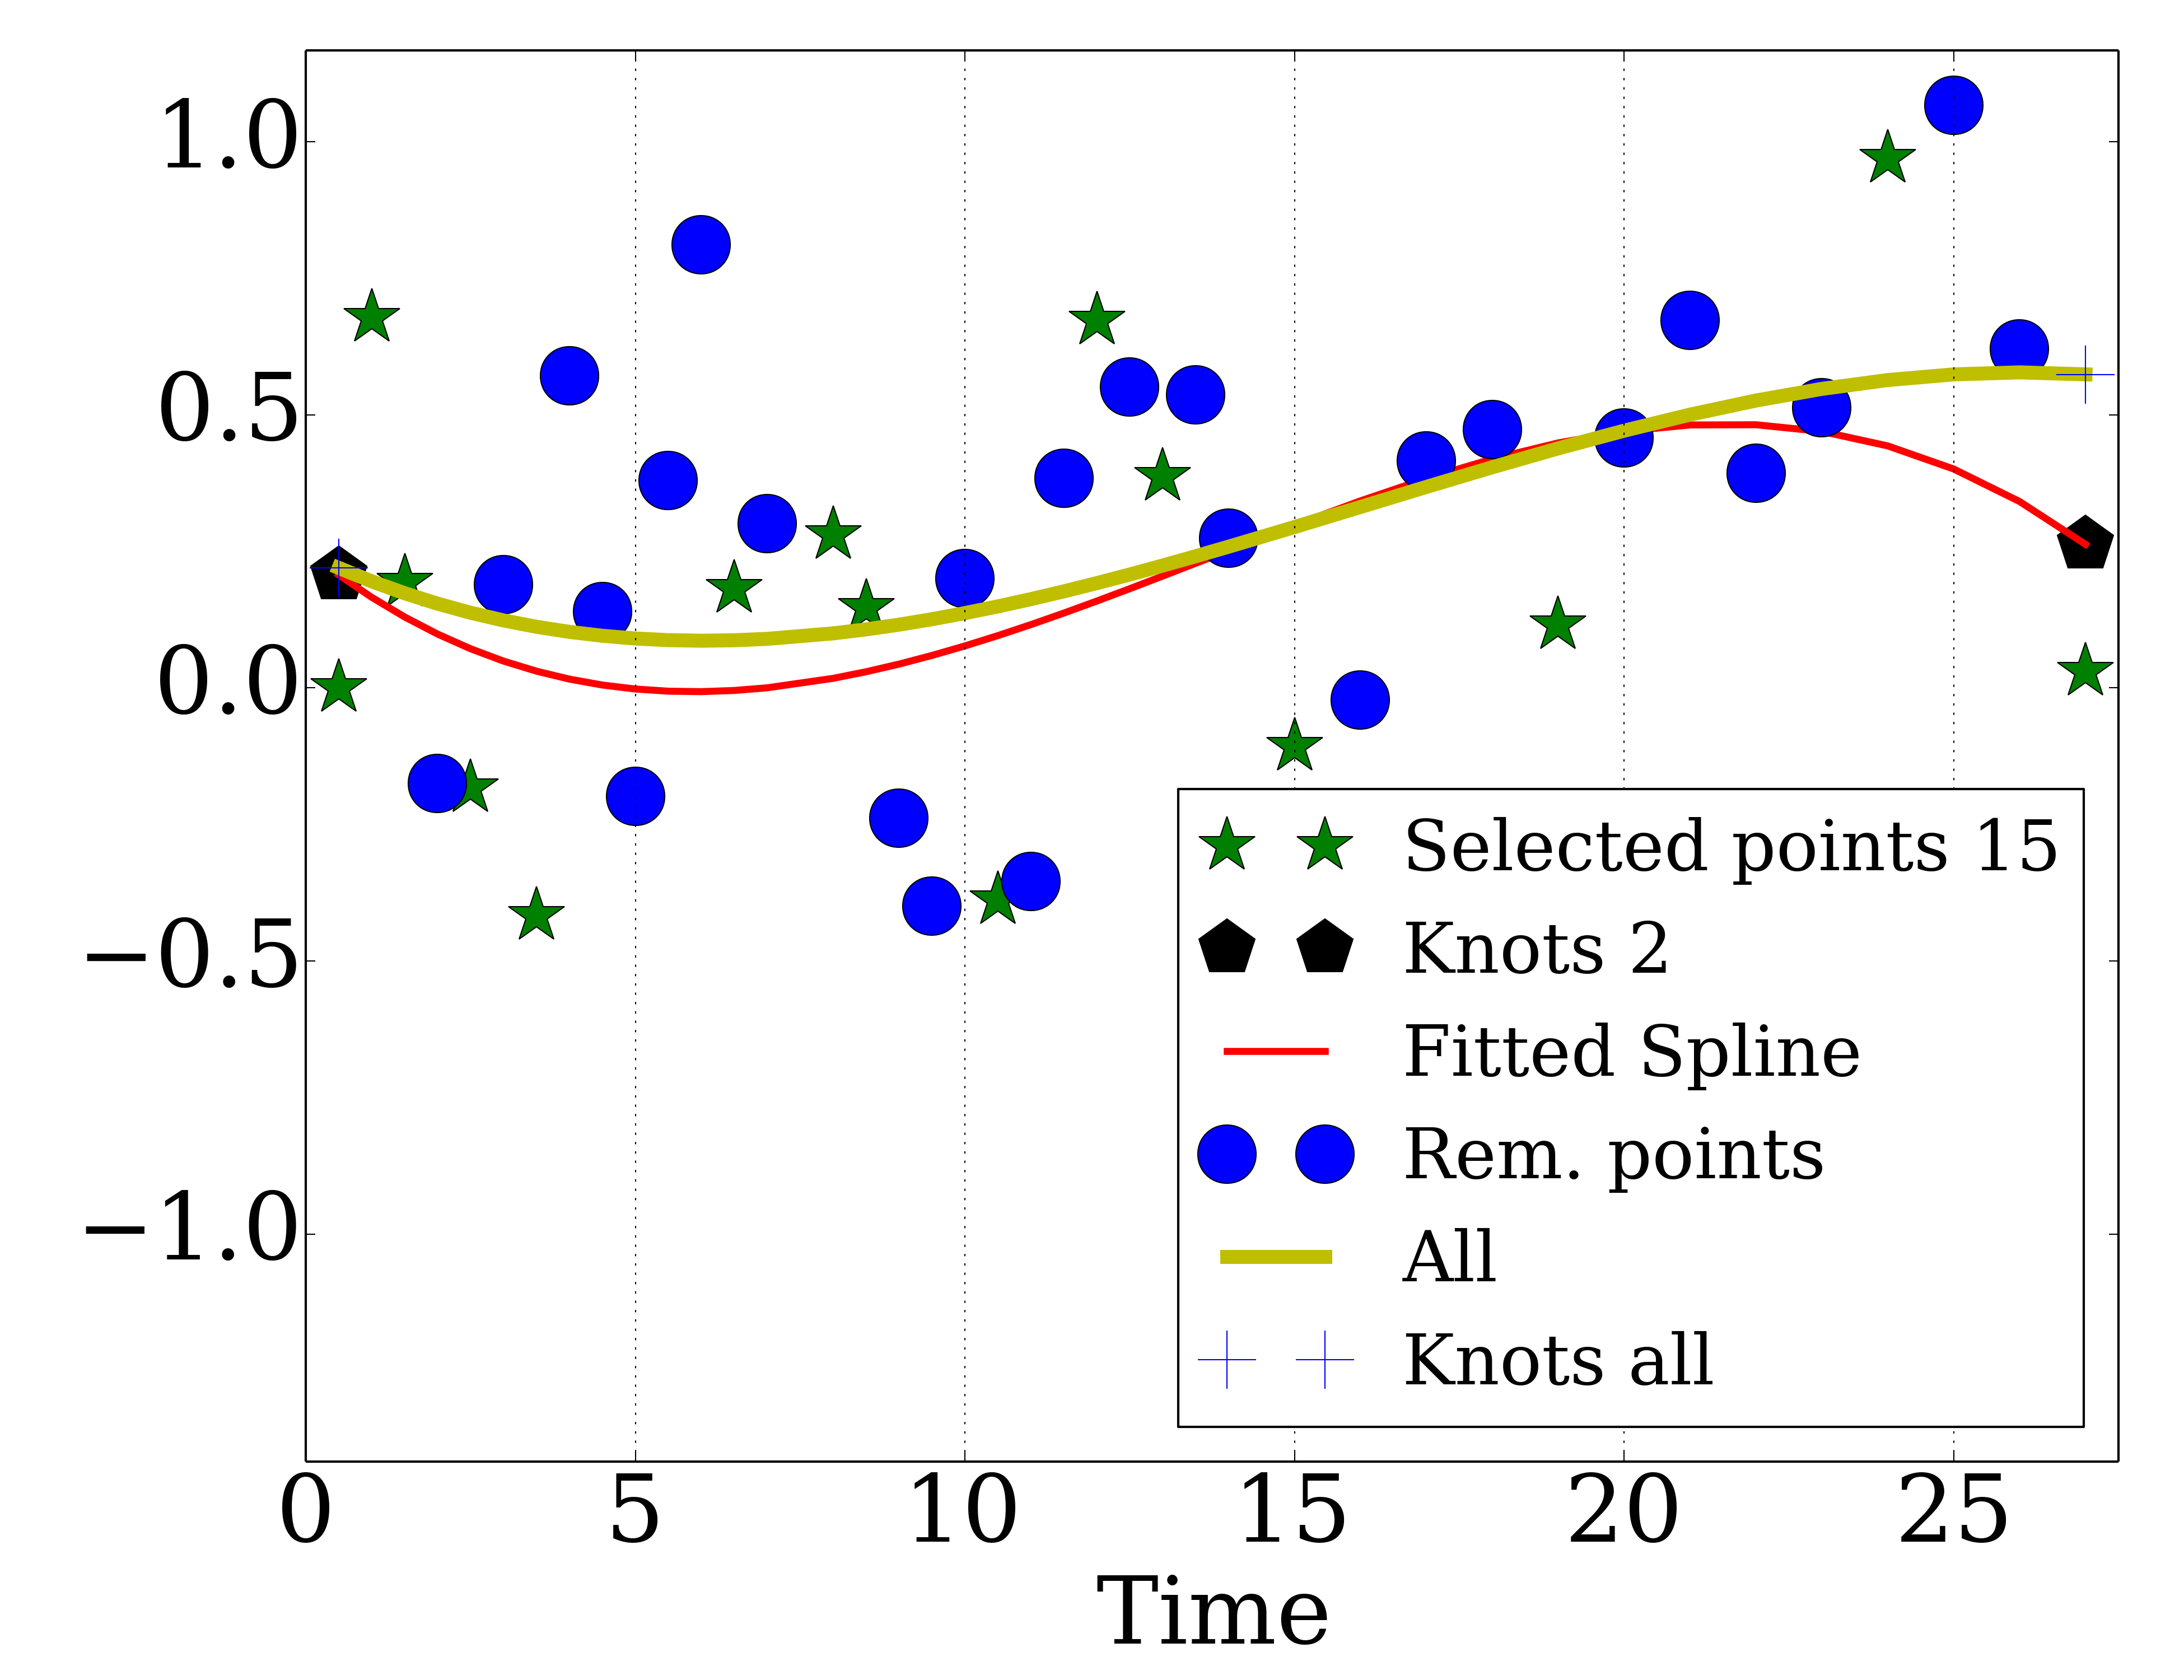 1.0
0.5
0.0
−0.5
−1.0
Selected points 15
Knots 2
Fitted Spline
Rem. points
All
Knots all
0 5 10 15 20 25
Time